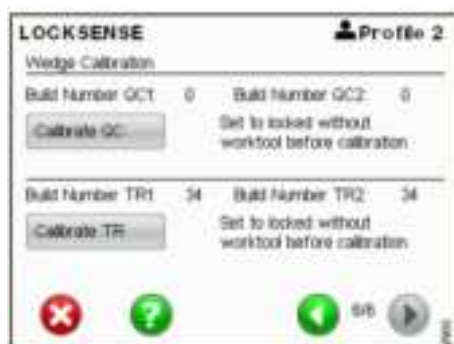 LOCKSENSE Profile 2
Wedge Calibration
Build Number QC1: 0 Build Number QC2: 0
Calibrate QC Set to locked without
worktool before calibration
Build Number TR1: 34 Build Number TR2: 34
Calibrate TR Set to locked without
worktool before calibration
?
6/6